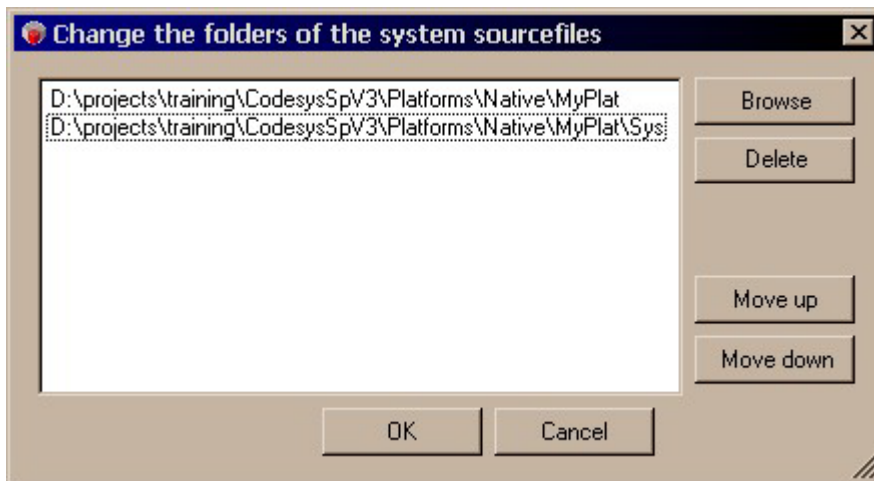 Change the folders of the system sourcefiles
D:\projects\training\CodesysSpV3\Platforms\Native\MyPlat
D:\projects\training\CodesysSpV3\Platforms\Native\MyPlat\Sys
Browse
Delete
Move up
Move down
OK
Cancel